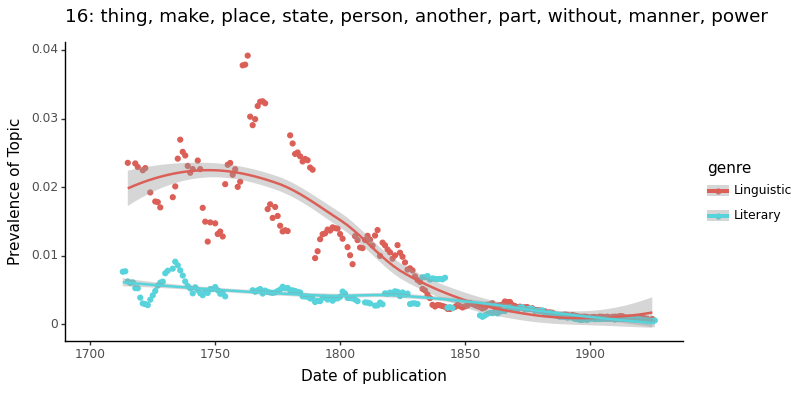 16: thing, make, place, state, person, another, part, without, manner, power
0.04
0.03
0.02
0.01
0
1700
1750
1800
1850
1900
Prevalence of Topic
Date of publication
genre
Linguistic
Literary